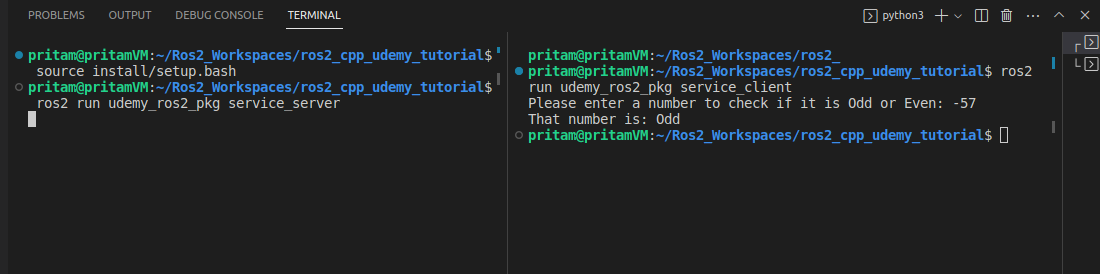 PROBLEMS OUTPUT DEBUG CONSOLE TERMINAL python3
pritam@pritamVM:~/Ros2_Workspaces/ros2_cpp_udemy_tutorial$
source install/setup.bash
pritam@pritamVM:~/Ros2_Workspaces/ros2_cpp_udemy_tutorial$
ros2 run udemy_ros2_pkg service_server
pritam@pritamVM:~/Ros2_Workspaces/ros2_
pritam@pritamVM:~/Ros2_Workspaces/ros2_cpp_udemy_tutorial$ ros2
run udemy_ros2_pkg service_client
Please enter a number to check if it is Odd or Even: -57
That number is: Odd
pritam@pritamVM:~/Ros2_Workspaces/ros2_cpp_udemy_tutorial$